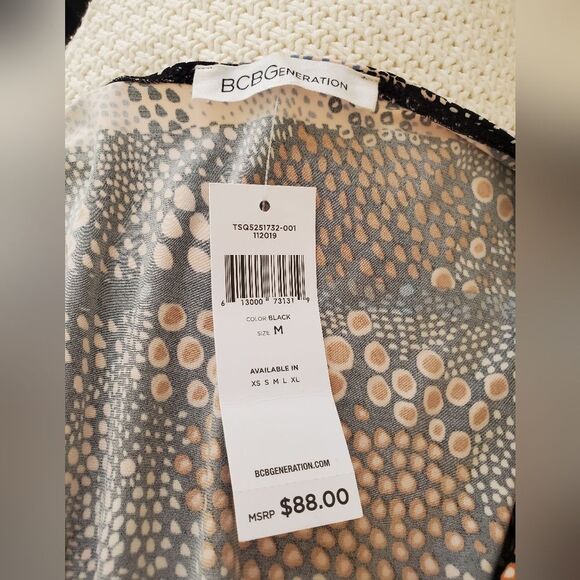 BCBGENERATION
TSQ5251732-001
112019
6 13000 73131 9
COLOR BLACK
SIZE M
AVAILABLE IN
XS S M L XL
BCBGENERATION.COM
MSRP $88.00